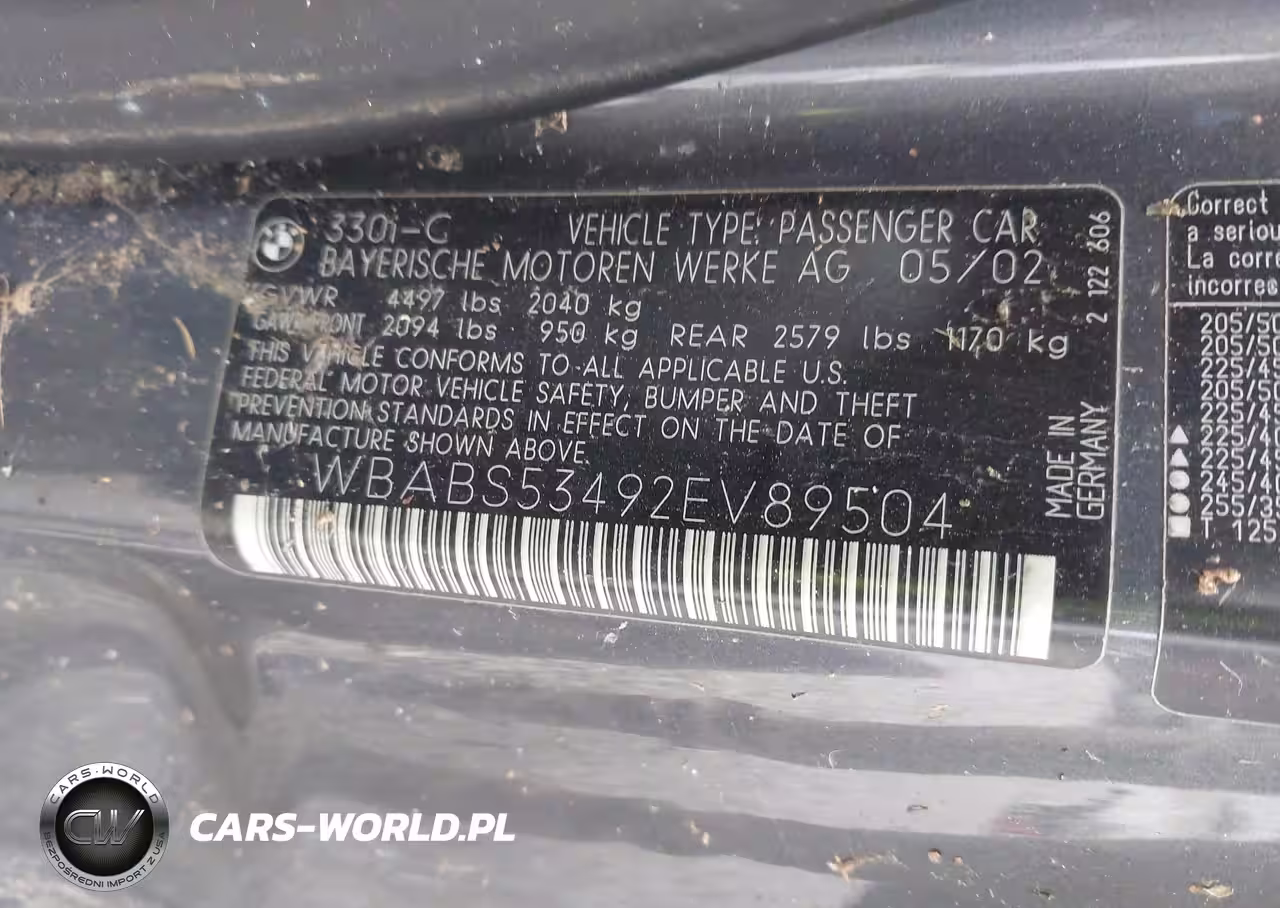 330i-G VEHICLE TYPE: PASSENGER CAR
BAYERISCHE MOTOREN WERKE AG 05/02
GVWR 4497 lbs 2040 kg
GAWR FRONT 2094 lbs 950 kg REAR 2579 lbs 1170 kg
THIS VEHICLE CONFORMS TO ALL APPLICABLE U.S.
FEDERAL MOTOR VEHICLE SAFETY, BUMPER AND THEFT
PREVENTION STANDARDS IN EFFECT ON THE DATE OF
MANUFACTURE SHOWN ABOVE.
WBABS53492EV89504
MADE IN
GERMANY
2 122 606
Correct
a seriou
La corre
incorrec
205/50
205/50
225/45
205/55
225/45
225/4
225/45
245/40
255/35
T 125
CARS-WORLD
CW
BEZPOŚREDNI IMPORT Z USA
CARS-WORLD.PL